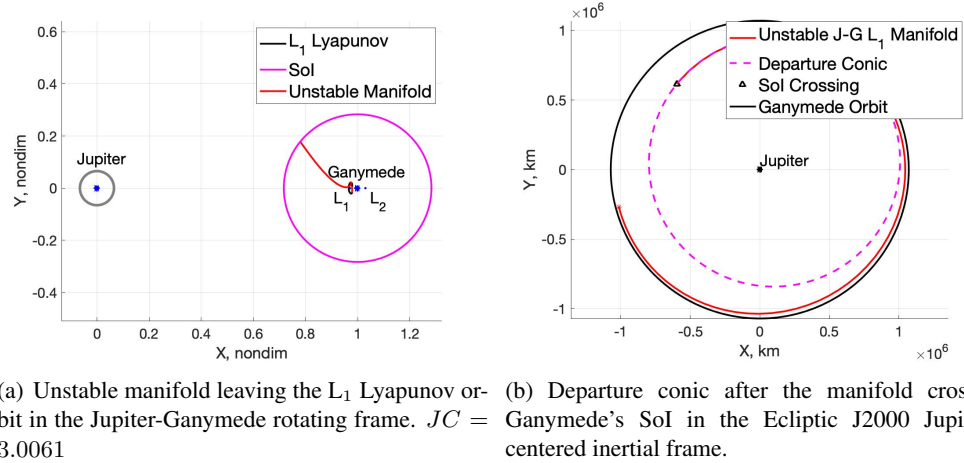 0.6
0.4
0.2
0
-0.2
-0.4
Y, nondim
0
0.2
0.4
0.6
0.8
1
1.2
X, nondim
L1 Lyapunov
SoI
Unstable Manifold
Jupiter
Ganymede
L1
L2
×10^6
1
0.5
0
-0.5
-1
Y, km
-1
-0.5
0
0.5
1
×10^6
X, km
Unstable J-G L1 Manifold
Departure Conic
SoI Crossing
Ganymede Orbit
Jupiter
(a) Unstable manifold leaving the L1 Lyapunov or-
bit in the Jupiter-Ganymede rotating frame. JC =
3.0061
(b) Departure conic after the manifold cros
Ganymede's SoI in the Ecliptic J2000 Jupi
centered inertial frame.